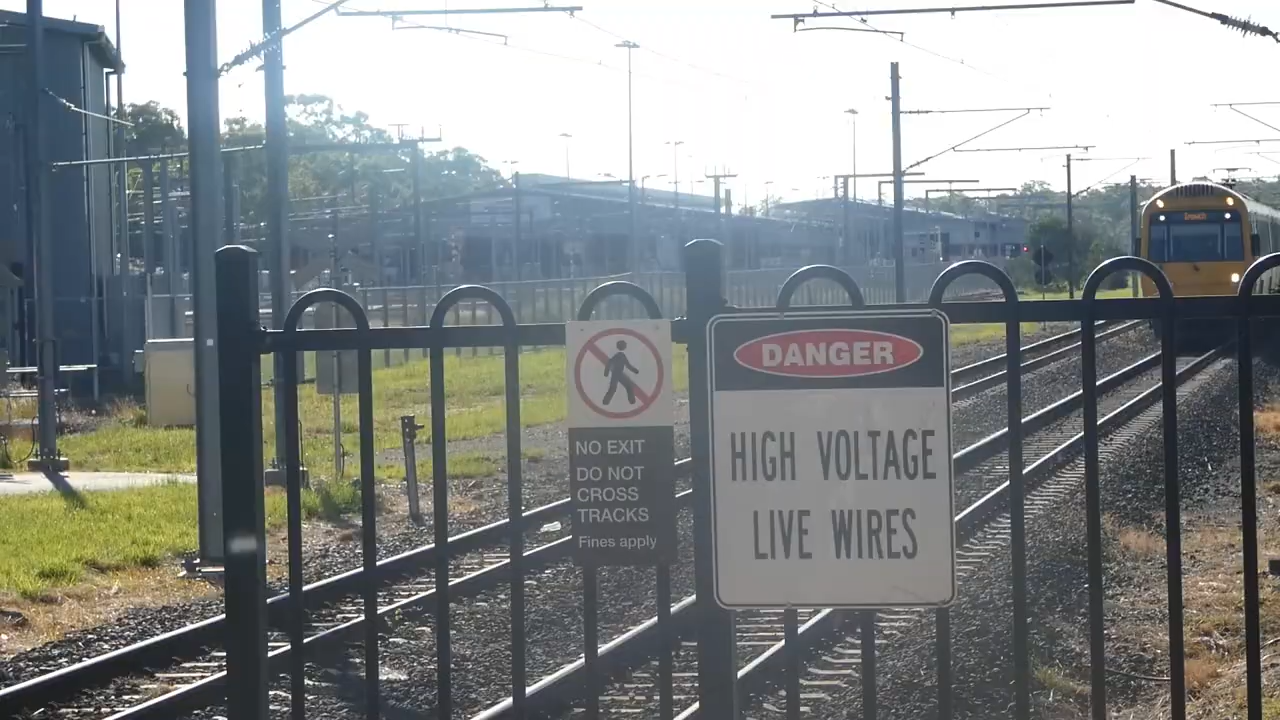 NO EXIT
DO NOT
CROSS
TRACKS
Fines apply
DANGER
HIGH VOLTAGE
LIVE WIRES